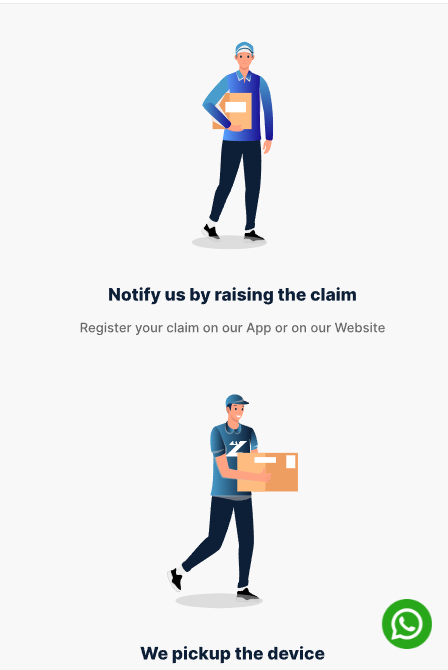 Notify us by raising the claim
Register your claim on our App or on our Website
We pickup the device